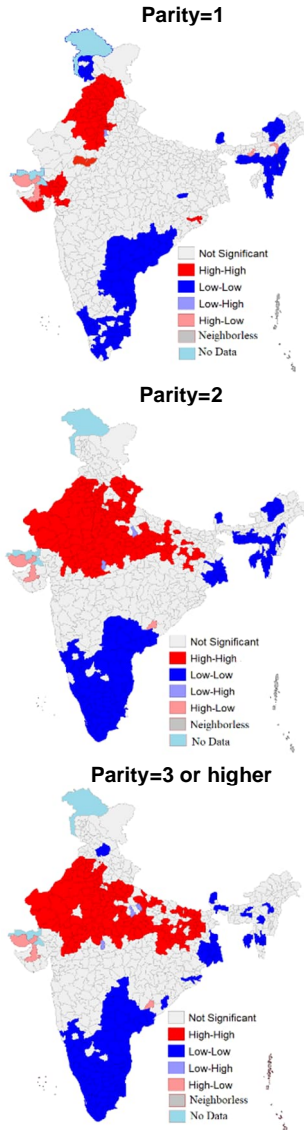 Parity=1
Not Significant
High-High
Low-Low
Low-High
High-Low
Neighborless
No Data
Parity=2
Not Significant
High-High
Low-Low
Low-High
High-Low
Neighborless
No Data
Parity=3 or higher
Not Significant
High-High
Low-Low
Low-High
High-Low
Neighborless
No Data